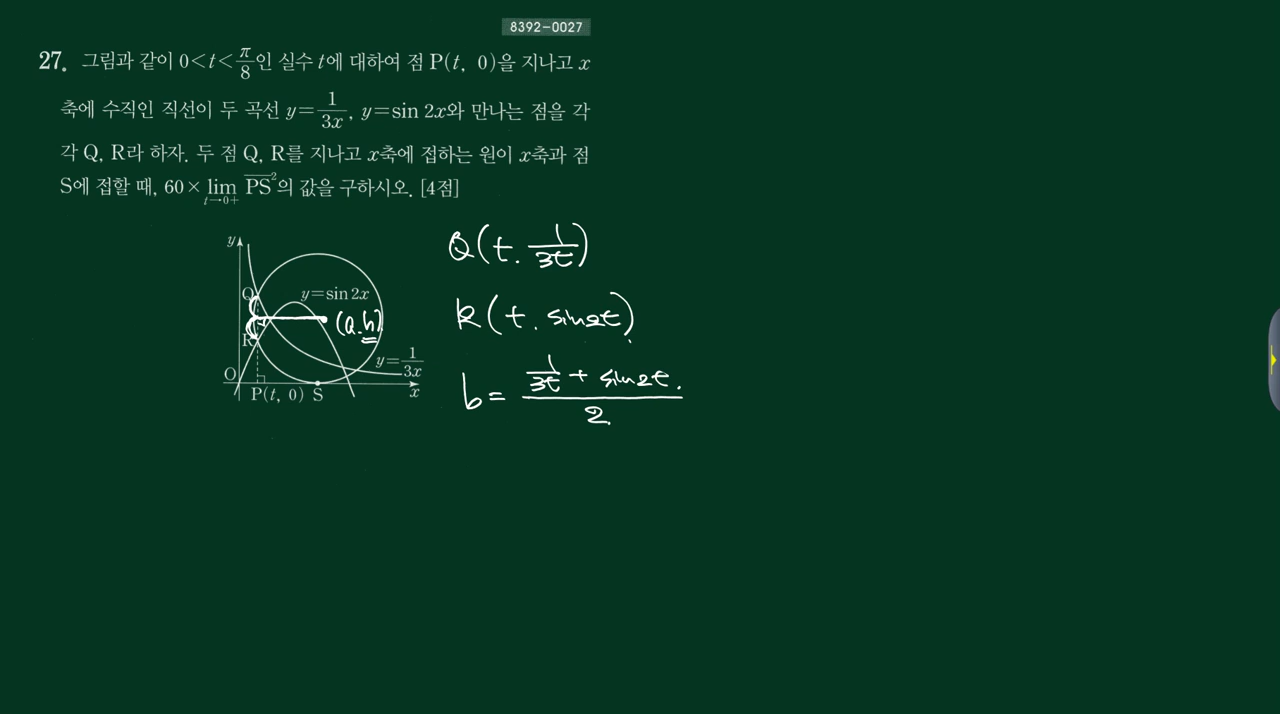 8392-0027
27. 그림과 같이 0<t<π/8인 실수 t에 대하여 점 P(t, 0)을 지나고 x
축에 수직인 직선이 두 곡선 y=1/3x, y=sin 2x와 만나는 점을 각
각 Q, R라 하자. 두 점 Q, R를 지나고 x축에 접하는 원이 x축과 점
S에 접할 때, 60× lim t→0+ PS²의 값을 구하시오. [4점]
y
Q
y=sin 2x
(a.b)
R
y=1/3x
O
P(t, 0) S
x
Q(t. 1/3t)
R(t. sin2t).
b= (1/3t + sin2t.)/2.